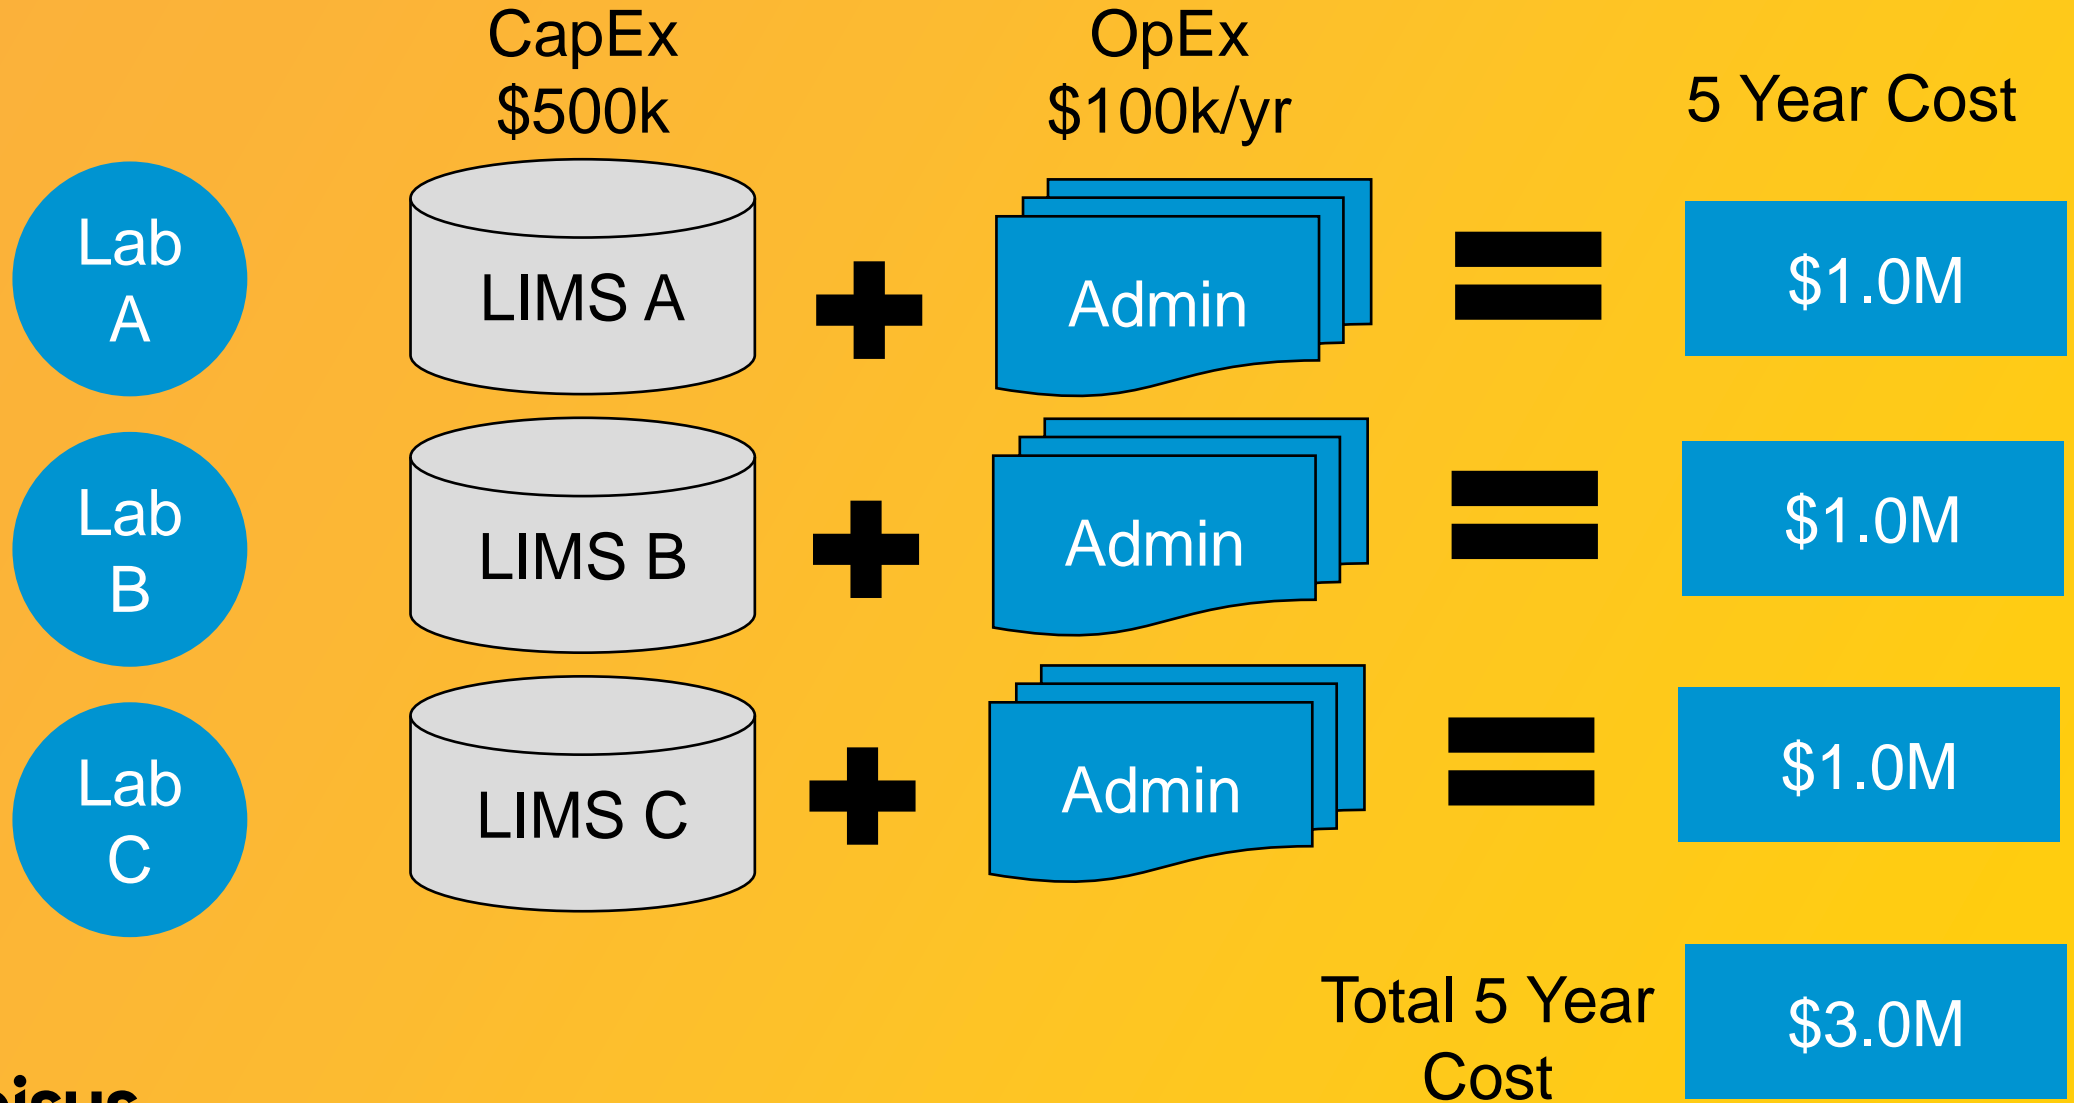 CapEx
$500k
OpEx
$100k/yr
5 Year Cost
Lab
A
LIMS A
Admin
$1.0M
Lab
B
LIMS B
Admin
$1.0M
Lab
C
LIMS C
Admin
$1.0M
Total 5 Year
Cost
$3.0M